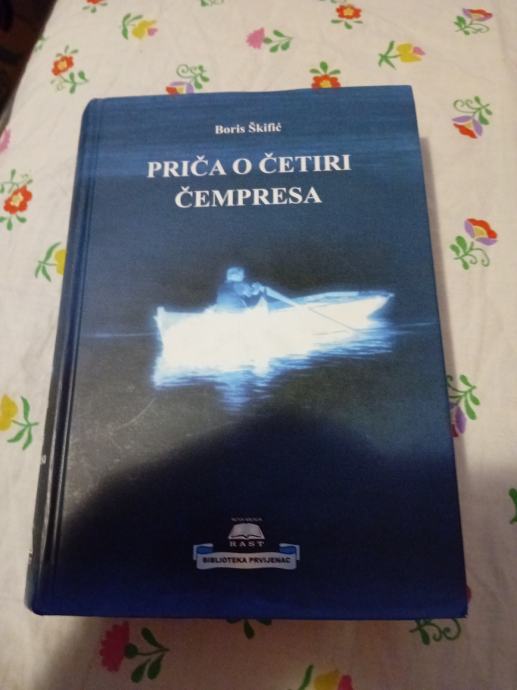 Boris Škifić
PRIČA O ČETIRI
ČEMPRESA
RAST
BIBLIOTEKA PRVIJENAC